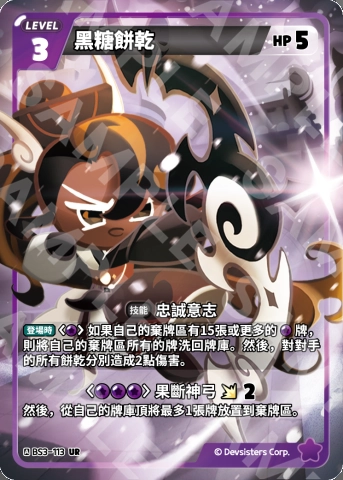 LEVEL
3
黑糖餅乾
HP 5
SAMPLE
技能 忠誠意志
登場時 如果自己的棄牌區有15張或更多的牌,
則將自己的棄牌區所有的牌洗回牌庫。然後,對對手
的所有餅乾分別造成2點傷害。
果斷神弓 2
然後,從自己的牌庫頂將最多1張牌放置到棄牌區。
A BS3-113 UR
© Devsisters Corp.